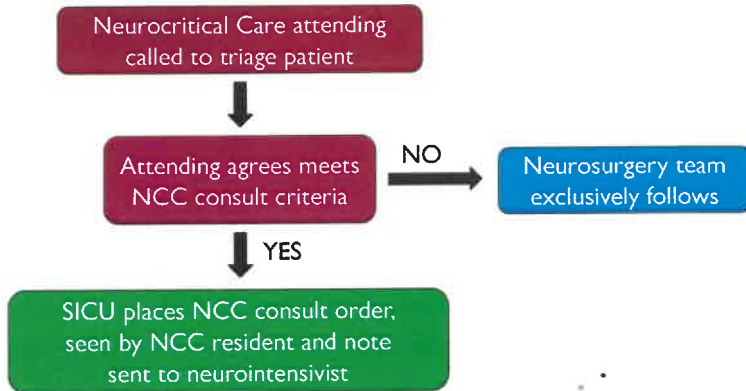 Neurocritical Care attending
called to triage patient
Attending agrees meets
NCC consult criteria
NO
Neurosurgery team
exclusively follows
YES
SICU places NCC consult order,
seen by NCC resident and note
sent to neurointensivist